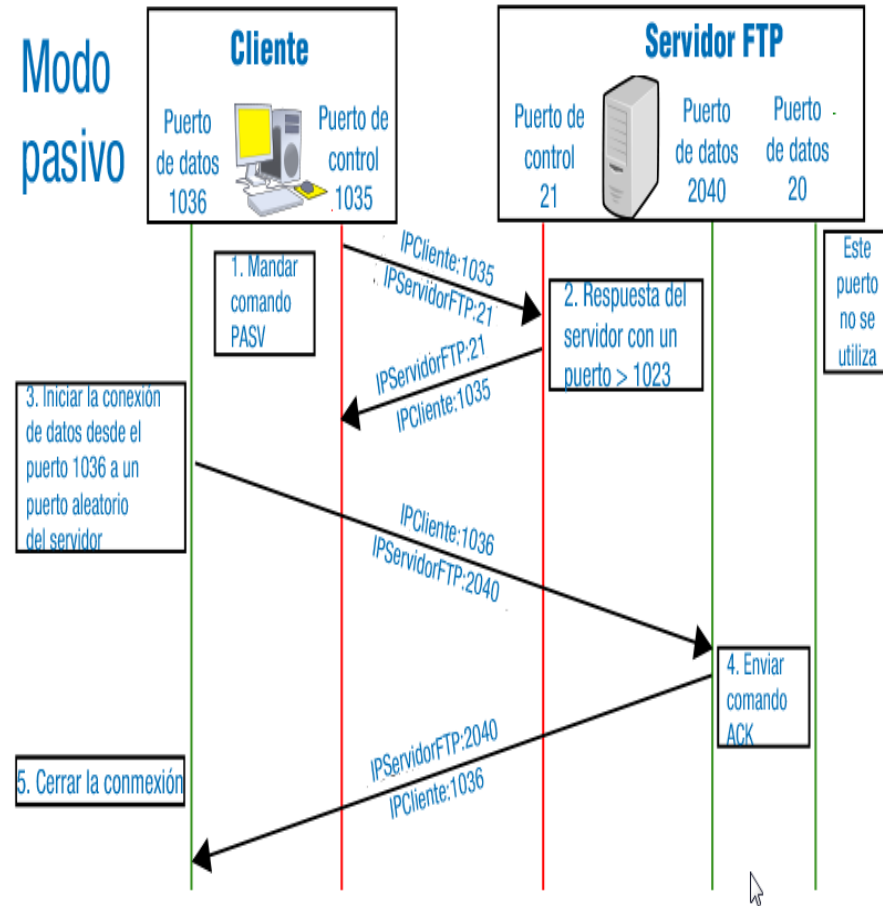 Modo
pasivo
Cliente
Puerto
de datos
1036
Puerto de
control
1035
Servidor FTP
Puerto de
control
21
Puerto
de datos
2040
Puerto
de datos
20
Este
puerto
no se
utiliza
1. Mandar
comando
PASV
IPCliente:1035
IPServidorFTP:21
2. Respuesta del
servidor con un
puerto > 1023
IPServidorFTP:21
IPCliente:1035
3. Iniciar la conexión
de datos desde el
puerto 1036 a un
puerto aleatorio
del servidor
IPCliente:1036
IPServidorFTP:2040
4. Enviar
comando
ACK
IPServidorFTP:2040
IPCliente:1036
5. Cerrar la conmexión